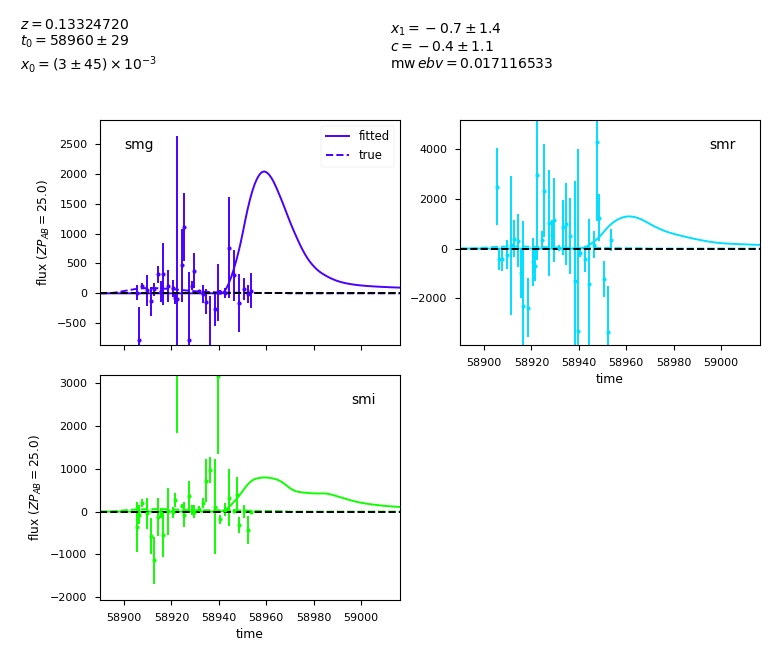 z = 0.13324720
t₀ = 58960 ± 29
x₀ = (3 ± 45) × 10⁻³
x₁ = −0.7 ± 1.4
c = −0.4 ± 1.1
mw ebv = 0.017116533
smg
fitted
true
2500
2000
1500
1000
500
0
−500
flux (ZP_AB = 25.0)
smr
4000
2000
0
−2000
58900 58920 58940 58960 58980 59000
time
smi
3000
2000
1000
0
−1000
−2000
flux (ZP_AB = 25.0)
58900 58920 58940 58960 58980 59000
time